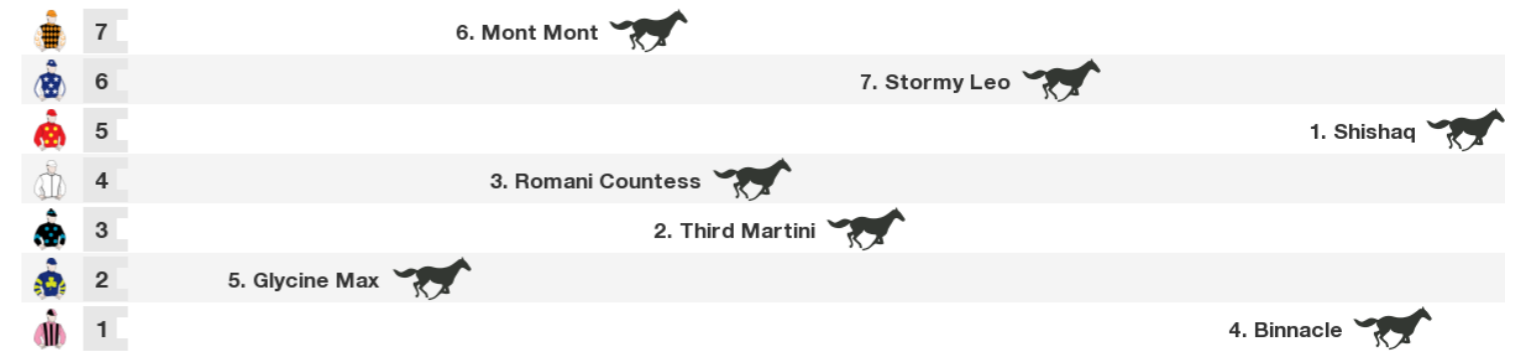 7 6. Mont Mont
6 7. Stormy Leo
5 1. Shishaq
4 3. Romani Countess
3 2. Third Martini
2 5. Glycine Max
1 4. Binnacle